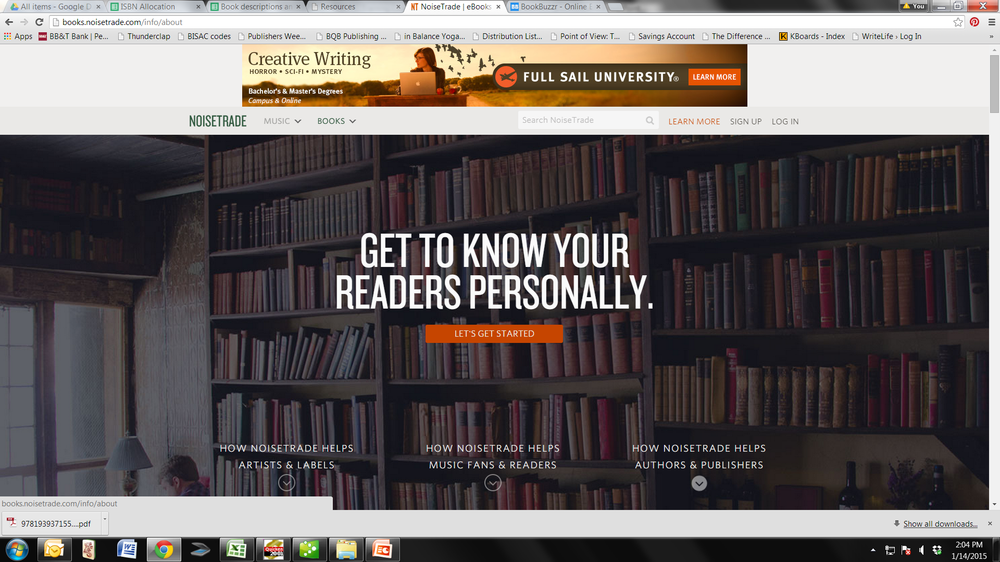 All items - Google D
ISBN Allocation
Book descriptions an
Resources
NT NoiseTrade | eBooks
BB BookBuzzr - Online E
You
books.noisetrade.com/info/about
Apps
BB&T BB&T Bank | Pe...
Thunderclap
BISAC codes
Publishers Wee...
BQB Publishing ...
in Balance Yoga...
Distribution List...
Point of View: T...
Savings Account
The Difference ...
K KBoards - Index
WriteLife › Log In
»
Creative Writing
HORROR • SCI-FI • MYSTERY
Bachelor's & Master's Degrees
Campus & Online
FULL SAIL UNIVERSITY®
LEARN MORE
NOISETRADE
MUSIC
BOOKS
Search NoiseTrade
LEARN MORE
SIGN UP
LOG IN
GET TO KNOW YOUR
READERS PERSONALLY.
LET'S GET STARTED
HOW NOISETRADE HELPS
ARTISTS & LABELS
HOW NOISETRADE HELPS
MUSIC FANS & READERS
HOW NOISETRADE HELPS
AUTHORS & PUBLISHERS
books.noisetrade.com/info/about
978193937155....pdf
Show all downloads...
Quicken
2001
2:04 PM
1/14/2015